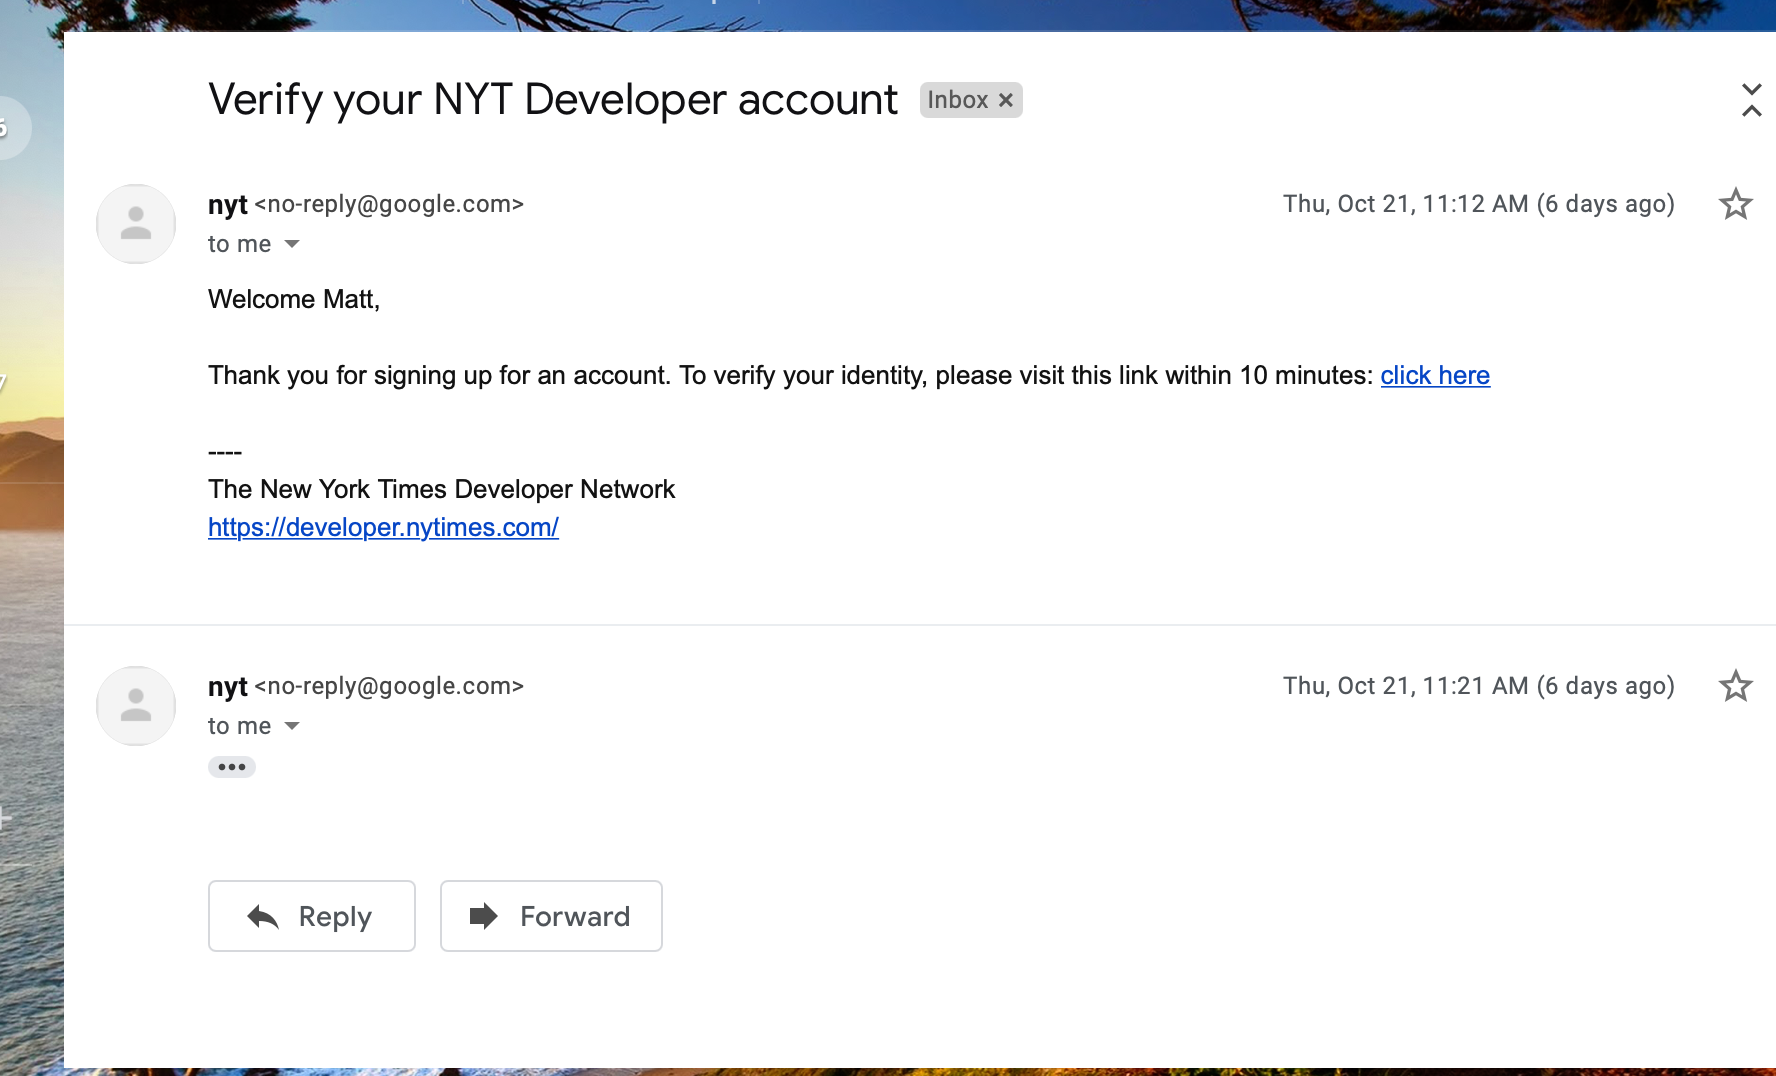 Verify your NYT Developer account Inbox ×
nyt <no-reply@google.com> Thu, Oct 21, 11:12 AM (6 days ago)
to me
Welcome Matt,
Thank you for signing up for an account. To verify your identity, please visit this link within 10 minutes: click here
----
The New York Times Developer Network
https://developer.nytimes.com/
nyt <no-reply@google.com> Thu, Oct 21, 11:21 AM (6 days ago)
to me
•••
Reply Forward